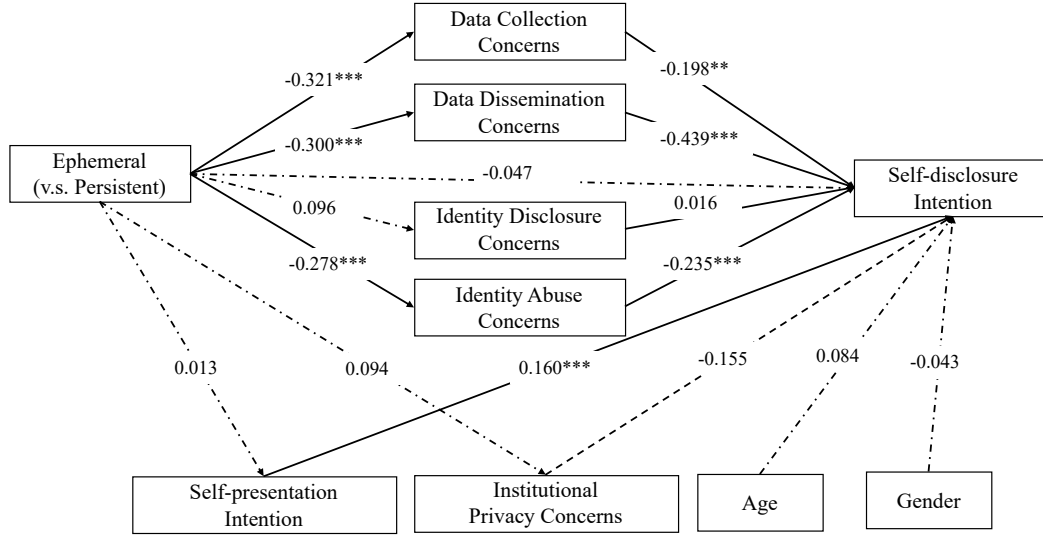 Data Collection
Concerns
-0.321***
-0.198**
Data Dissemination
Concerns
-0.300***
-0.439***
Ephemeral
(v.s. Persistent)
-0.047
Self-disclosure
Intention
0.096
Identity Disclosure
Concerns
0.016
-0.278***
-0.235***
Identity Abuse
Concerns
0.013
0.094
0.160***
-0.155
0.084
-0.043
Self-presentation
Intention
Institutional
Privacy Concerns
Age
Gender